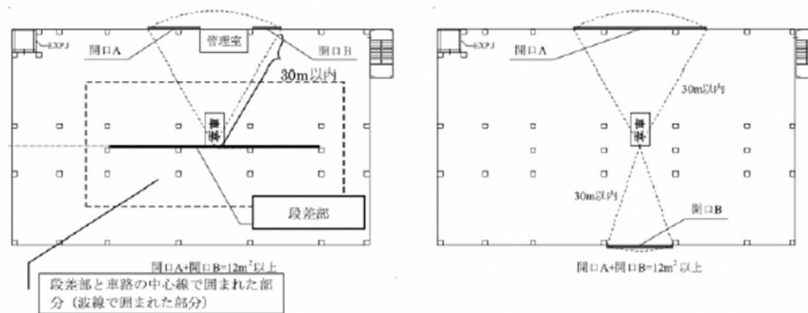 開口A
管理室
開口B
EXP.J
30m以内
車室
段差部
開口A+開口B=12m²以上
段差部と車路の中心線で囲まれた部
分（波線で囲まれた部分）
開口A
EXP.J
30m以内
車室
30m以内
開口B
開口A+開口B=12m²以上